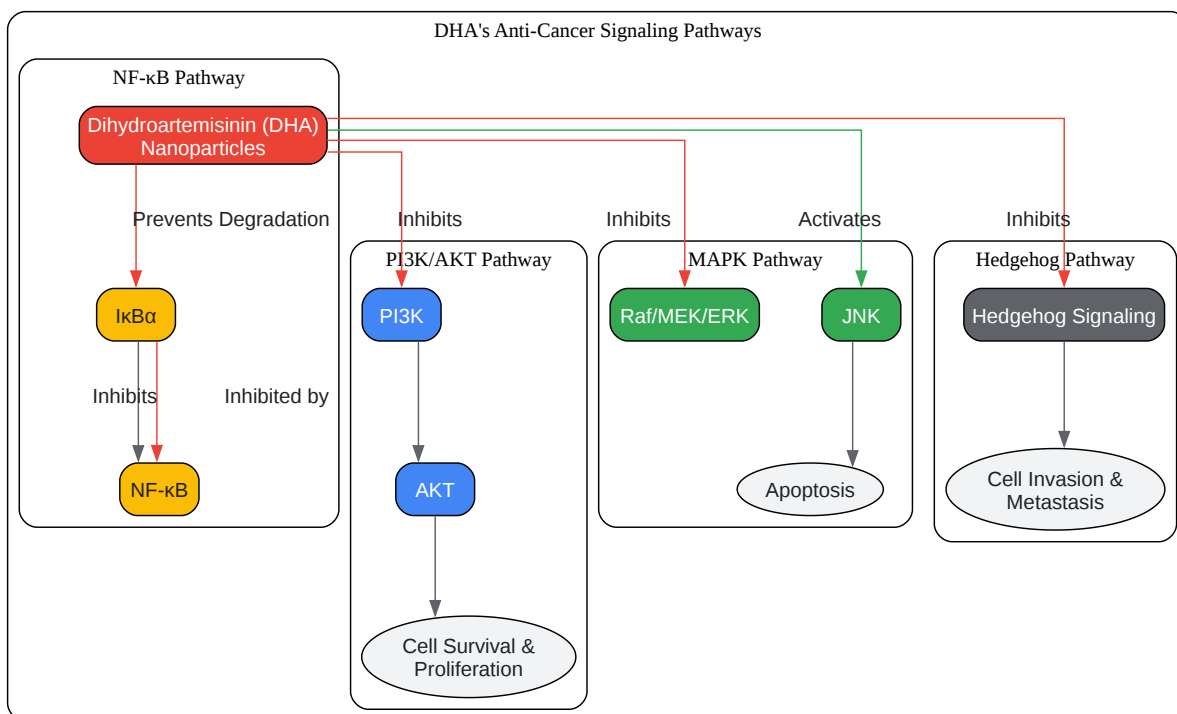 DHA's Anti-Cancer Signaling Pathways
NF-κB Pathway
Dihydroartemisinin (DHA)
Nanoparticles
Prevents Degradation
Inhibits
Inhibits
Activates
Inhibits
PI3K/AKT Pathway
MAPK Pathway
Hedgehog Pathway
IκBα
PI3K
Raf/MEK/ERK
JNK
Hedgehog Signaling
Inhibits
Inhibited by
NF-κB
AKT
Apoptosis
Cell Invasion &
Metastasis
Cell Survival &
Proliferation